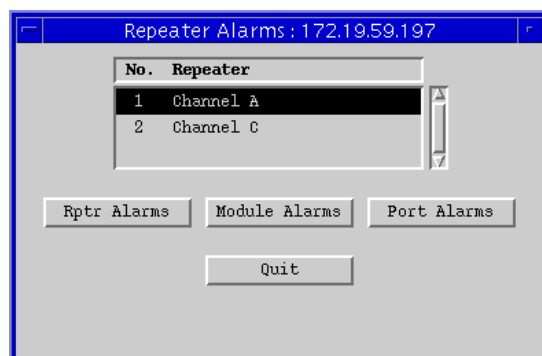 Repeater Alarms : 172.19.59.197
No. Repeater
1 Channel A
2 Channel C
Rptr Alarms Module Alarms Port Alarms
Quit